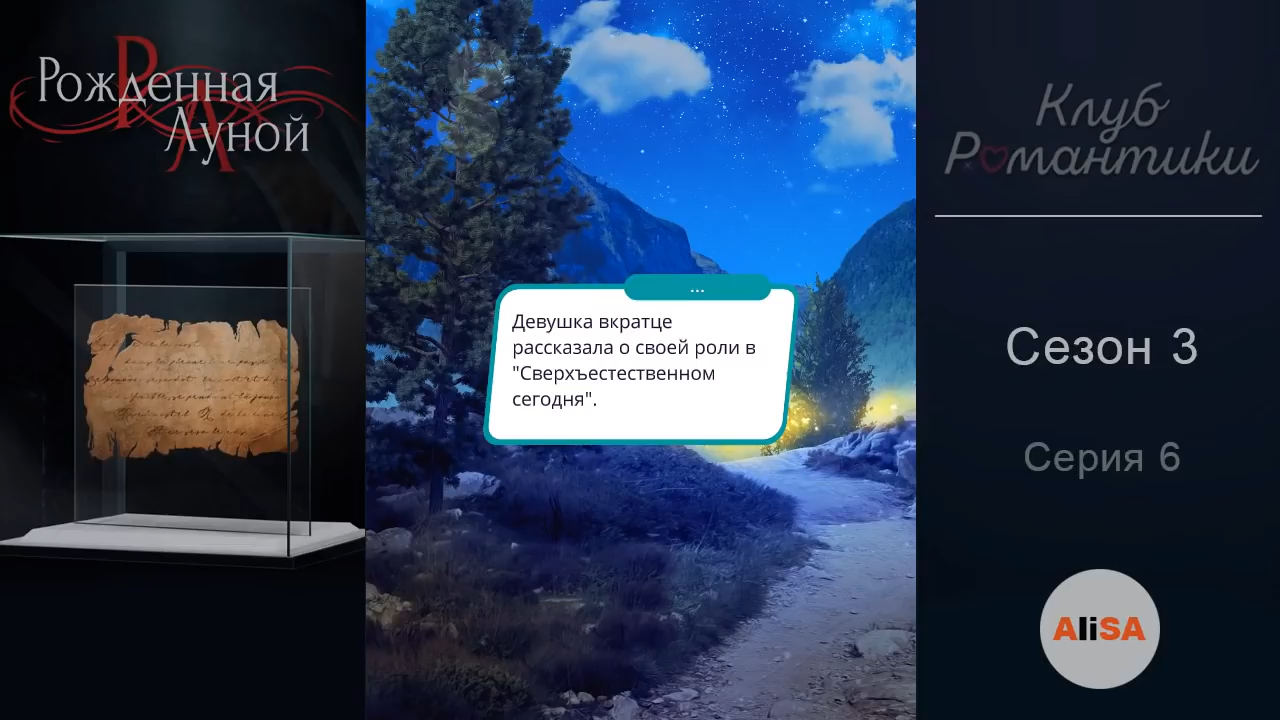 Рожденная
Луной
...
Девушка вкратце
рассказала о своей роли в
"Сверхъестественном
сегодня".
Клуб
Романтики
Сезон 3
Серия 6
AliSA